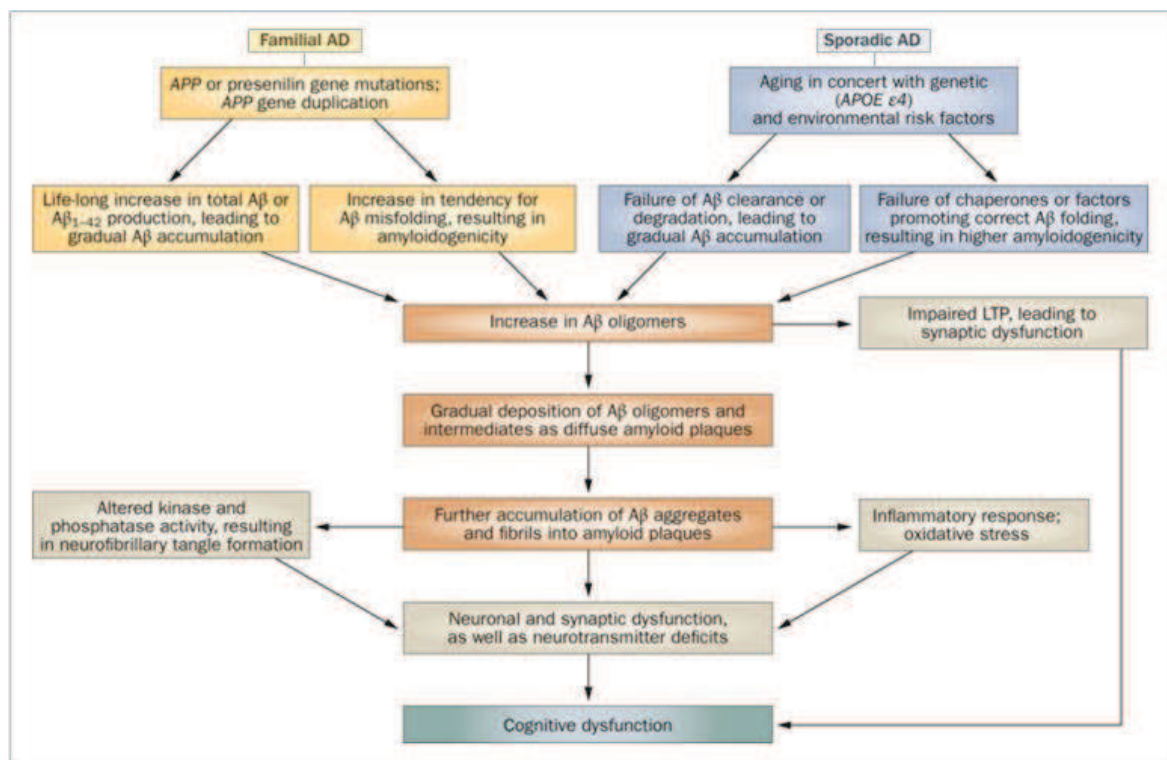 Familial AD
Sporadic AD
APP or presenilin gene mutations;
APP gene duplication
Aging in concert with genetic
(APOE ε4)
and environmental risk factors
Life-long increase in total Aβ or
Aβ₁₋₄₂ production, leading to
gradual Aβ accumulation
Increase in tendency for
Aβ misfolding, resulting in
amyloidogenicity
Failure of Aβ clearance or
degradation, leading to
gradual Aβ accumulation
Failure of chaperones or factors
promoting correct Aβ folding,
resulting in higher amyloidogenicity
Increase in Aβ oligomers
Impaired LTP, leading to
synaptic dysfunction
Gradual deposition of Aβ oligomers and
intermediates as diffuse amyloid plaques
Altered kinase and
phosphatase activity, resulting
in neurofibrillary tangle formation
Further accumulation of Aβ aggregates
and fibrils into amyloid plaques
Inflammatory response;
oxidative stress
Neuronal and synaptic dysfunction,
as well as neurotransmitter deficits
Cognitive dysfunction